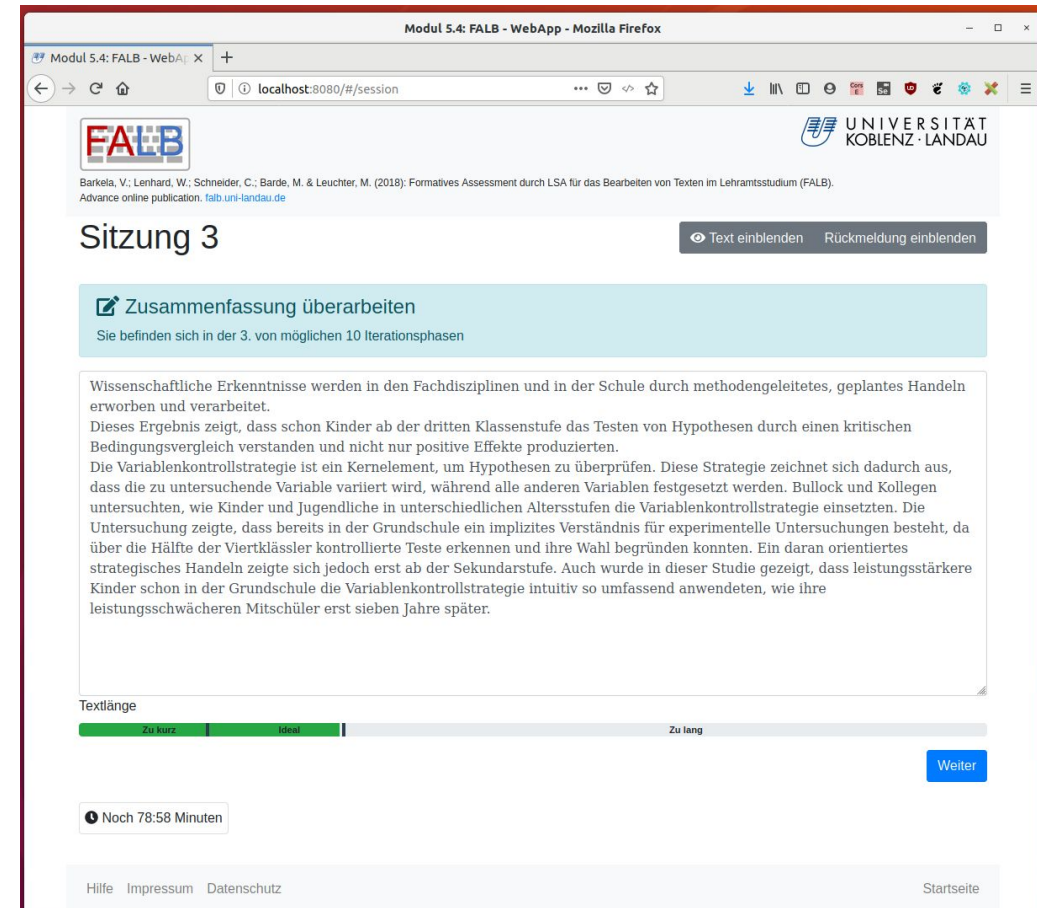 Modul 5.4: FALB - WebApp - Mozilla Firefox
Modul 5.4: FALB - WebAp
localhost:8080/#/session
FALB
UNIVERSITÄT
KOBLENZ · LANDAU
Barkela, V.; Lenhard, W.; Schneider, C.; Barde, M. & Leuchter, M. (2018): Formatives Assessment durch LSA für das Bearbeiten von Texten im Lehramtsstudium (FALB).
Advance online publication. falb.uni-landau.de
Sitzung 3
Text einblenden Rückmeldung einblenden
Zusammenfassung überarbeiten
Sie befinden sich in der 3. von möglichen 10 Iterationsphasen
Wissenschaftliche Erkenntnisse werden in den Fachdisziplinen und in der Schule durch methodengeleitetes, geplantes Handeln
erworben und verarbeitet.
Dieses Ergebnis zeigt, dass schon Kinder ab der dritten Klassenstufe das Testen von Hypothesen durch einen kritischen
Bedingungsvergleich verstanden und nicht nur positive Effekte produzierten.
Die Variablenkontrollstrategie ist ein Kernelement, um Hypothesen zu überprüfen. Diese Strategie zeichnet sich dadurch aus,
dass die zu untersuchende Variable variiert wird, während alle anderen Variablen festgesetzt werden. Bullock und Kollegen
untersuchten, wie Kinder und Jugendliche in unterschiedlichen Altersstufen die Variablenkontrollstrategie einsetzten. Die
Untersuchung zeigte, dass bereits in der Grundschule ein implizites Verständnis für experimentelle Untersuchungen besteht, da
über die Hälfte der Viertklässler kontrollierte Teste erkennen und ihre Wahl begründen konnten. Ein daran orientiertes
strategisches Handeln zeigte sich jedoch erst ab der Sekundarstufe. Auch wurde in dieser Studie gezeigt, dass leistungsstärkere
Kinder schon in der Grundschule die Variablenkontrollstrategie intuitiv so umfassend anwendeten, wie ihre
leistungsschwächeren Mitschüler erst sieben Jahre später.
Textlänge
Zu kurz Ideal Zu lang
Weiter
Noch 78:58 Minuten
Hilfe Impressum Datenschutz Startseite